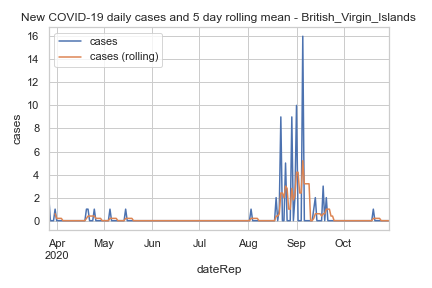 New COVID-19 daily cases and 5 day rolling mean - British_Virgin_Islands
cases
cases (rolling)
16
14
12
10
8
6
4
2
0
cases
Apr May Jun Jul Aug Sep Oct
2020
dateRep